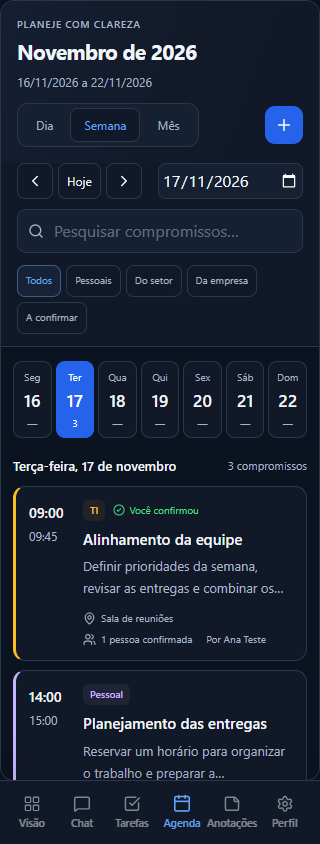 PLANEJE COM CLAREZA
Novembro de 2026
16/11/2026 a 22/11/2026
Dia Semana Mês
Hoje 17/11/2026
Pesquisar compromissos...
Todos Pessoais Do setor Da empresa
A confirmar
Seg Ter Qua Qui Sex Sáb Dom
16 17 18 19 20 21 22
— 3 — — — — —
Terça-feira, 17 de novembro 3 compromissos
09:00 TI Você confirmou
09:45 Alinhamento da equipe
Definir prioridades da semana,
revisar as entregas e combinar os...
Sala de reuniões
1 pessoa confirmada Por Ana Teste
14:00 Pessoal
15:00 Planejamento das entregas
Reservar um horário para organizar
o trabalho e preparar a...
Visão Chat Tarefas Agenda Anotações Perfil